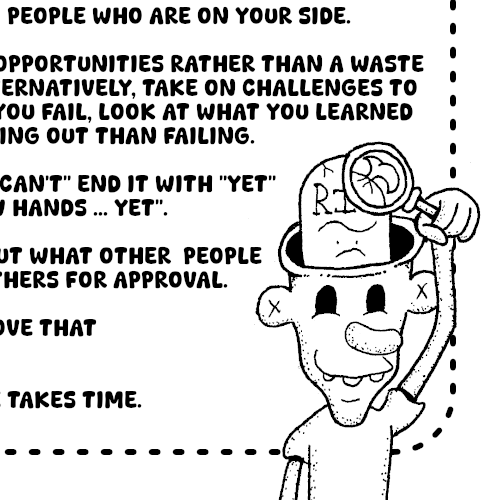 PEOPLE WHO ARE ON YOUR SIDE.
OPPORTUNITIES RATHER THAN A WASTE
ERNATIVELY, TAKE ON CHALLENGES TO
YOU FAIL, LOOK AT WHAT YOU LEARNED
ING OUT THAN FAILING.
CAN'T" END IT WITH "YET"
HANDS ... YET".
UT WHAT OTHER PEOPLE
THERS FOR APPROVAL.
OVE THAT
TAKES TIME.
R.I